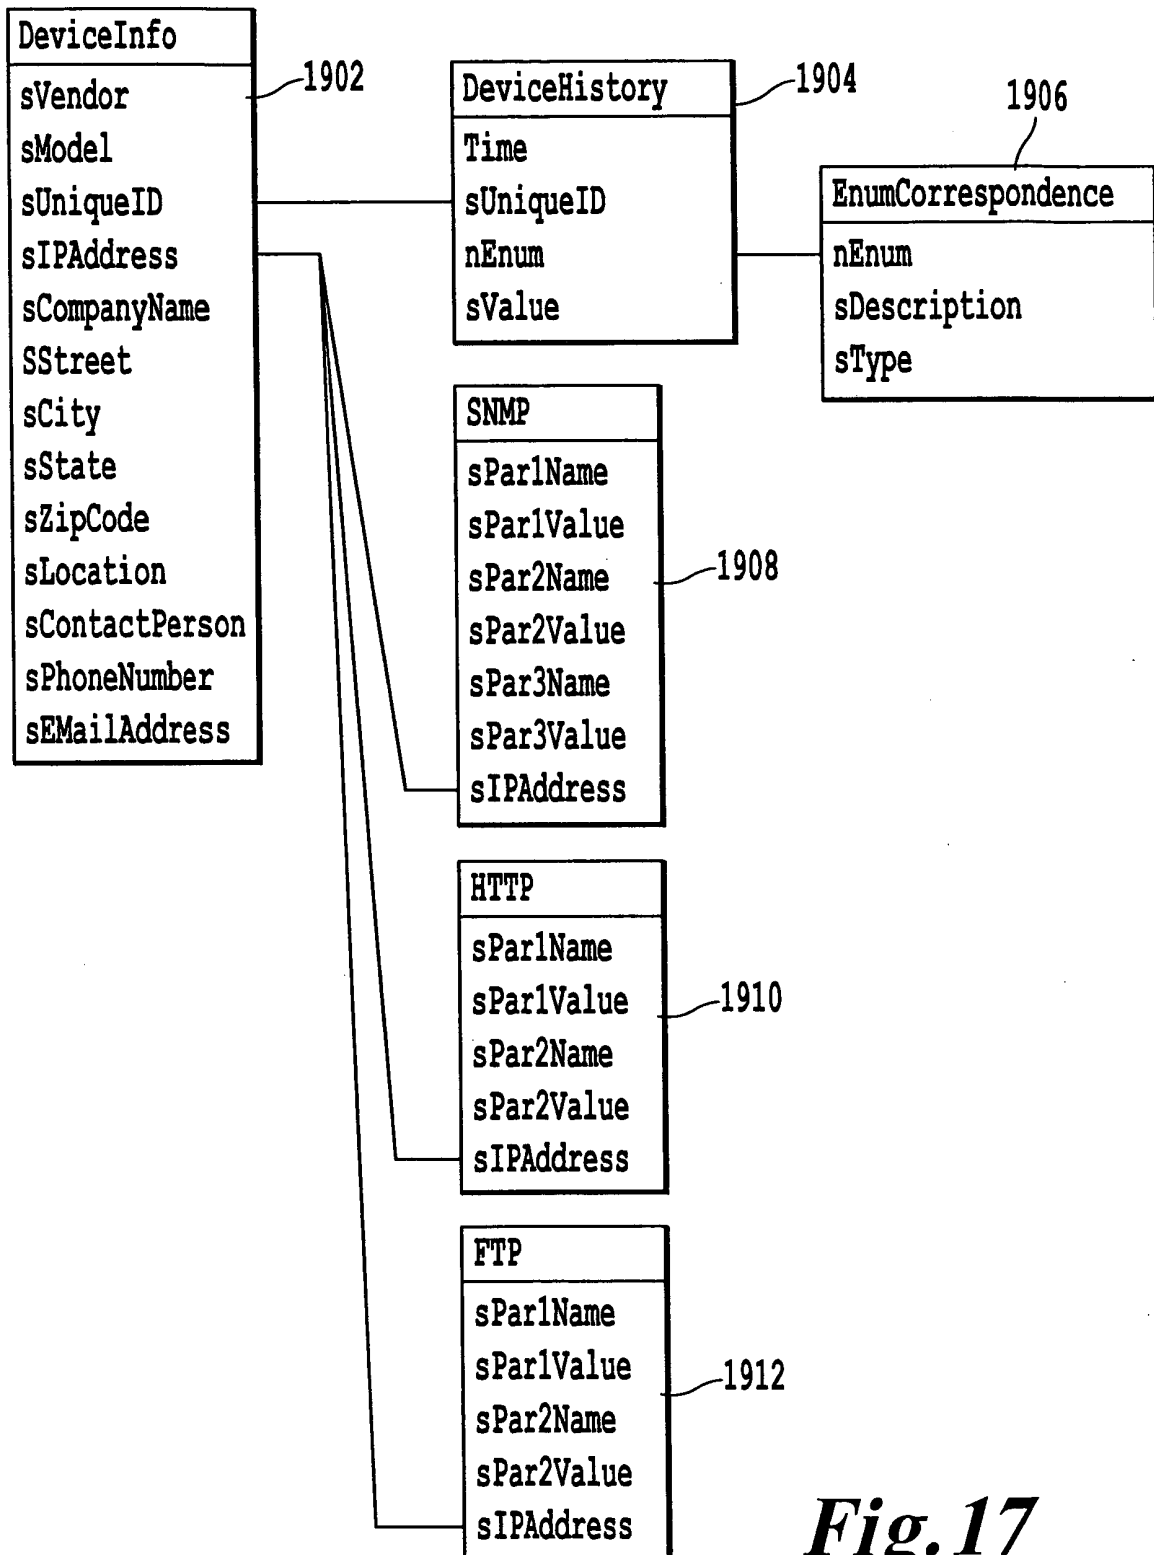 DeviceInfo
sVendor
sModel
sUniqueID
sIPAddress
sCompanyName
SStreet
sCity
sState
sZipCode
sLocation
sContactPerson
sPhoneNumber
sEMailAddress
1902
DeviceHistory
Time
sUniqueID
nEnum
sValue
1904
1906
EnumCorrespondence
nEnum
sDescription
sType
SNMP
sPar1Name
sPar1Value
sPar2Name
sPar2Value
sPar3Name
sPar3Value
sIPAddress
1908
HTTP
sPar1Name
sPar1Value
sPar2Name
sPar2Value
sIPAddress
1910
FTP
sPar1Name
sPar1Value
sPar2Name
sPar2Value
sIPAddress
1912
Fig.17